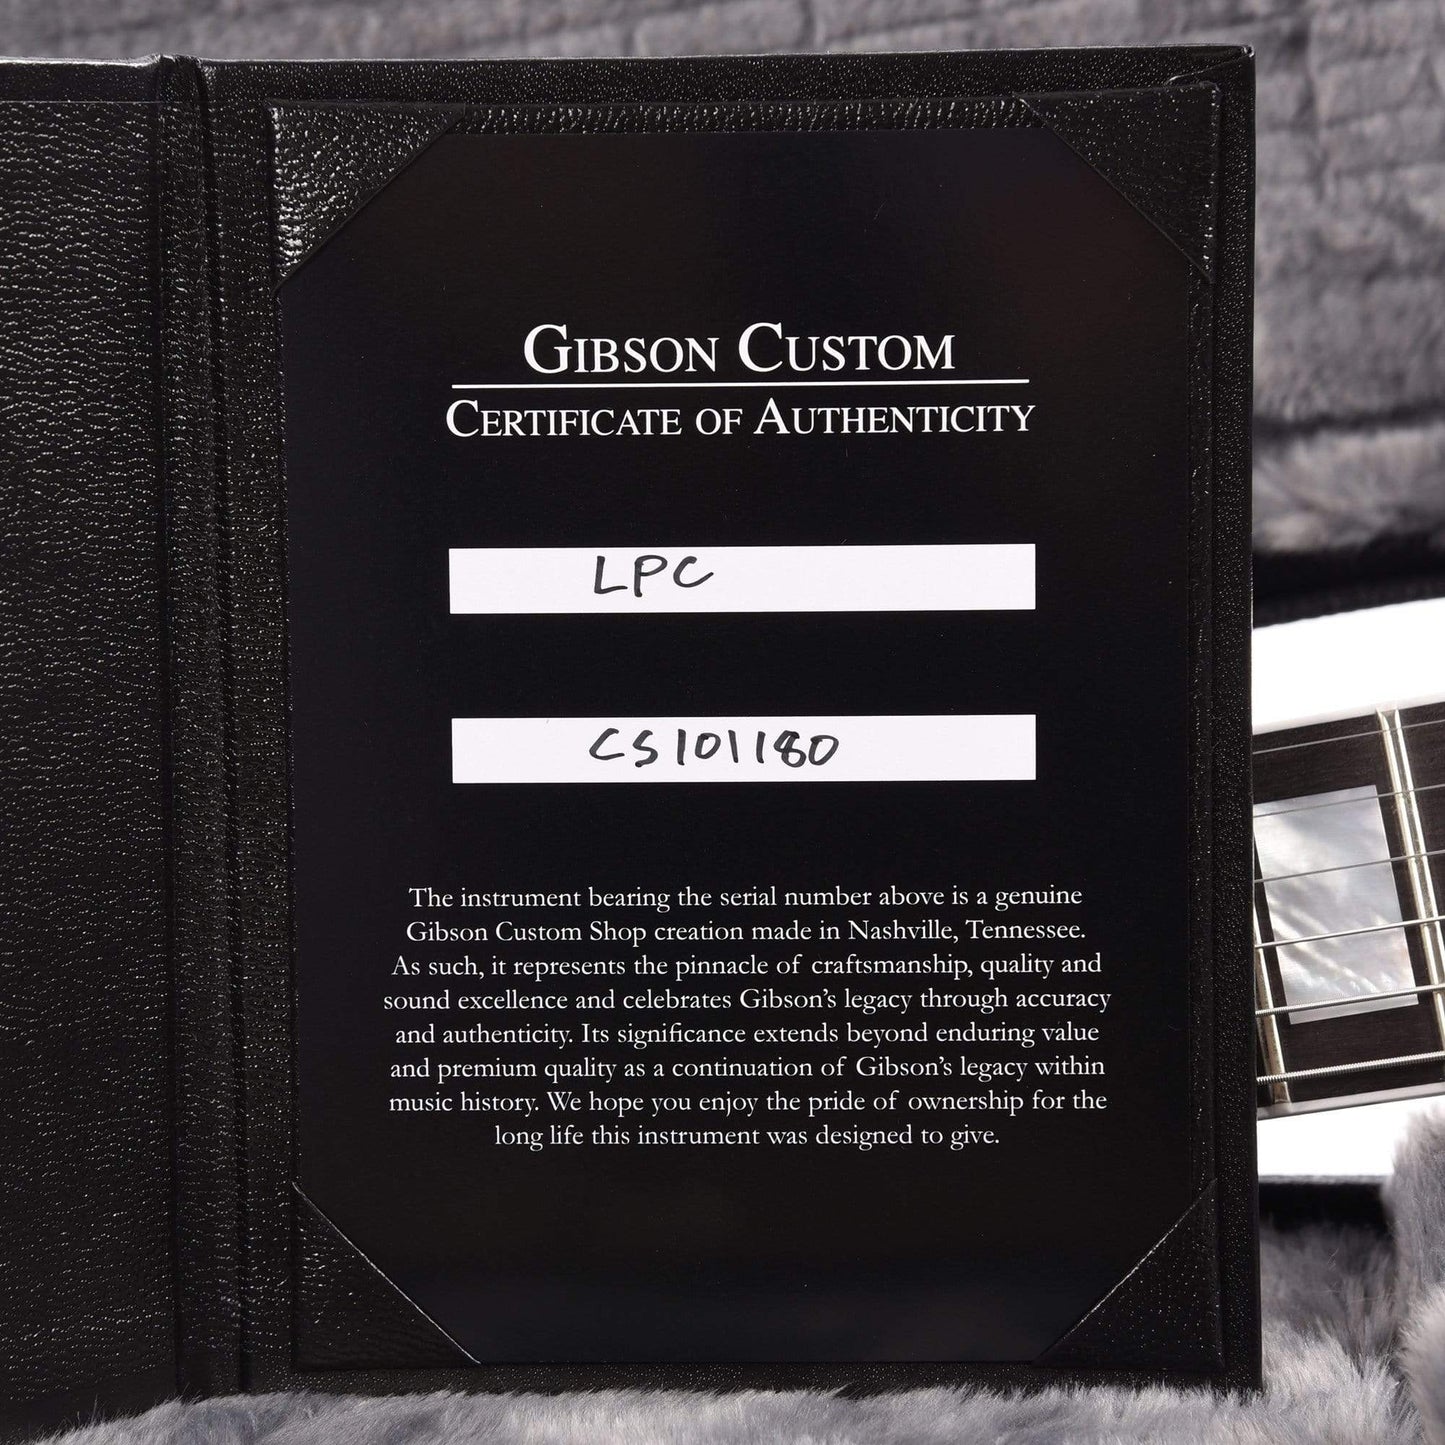 GIBSON CUSTOM
CERTIFICATE OF AUTHENTICITY
LPC
CS101180
The instrument bearing the serial number above is a genuine
Gibson Custom Shop creation made in Nashville, Tennessee.
As such, it represents the pinnacle of craftsmanship, quality and
sound excellence and celebrates Gibson's legacy through accuracy
and authenticity. Its significance extends beyond enduring value
and premium quality as a continuation of Gibson's legacy within
music history. We hope you enjoy the pride of ownership for the
long life this instrument was designed to give.